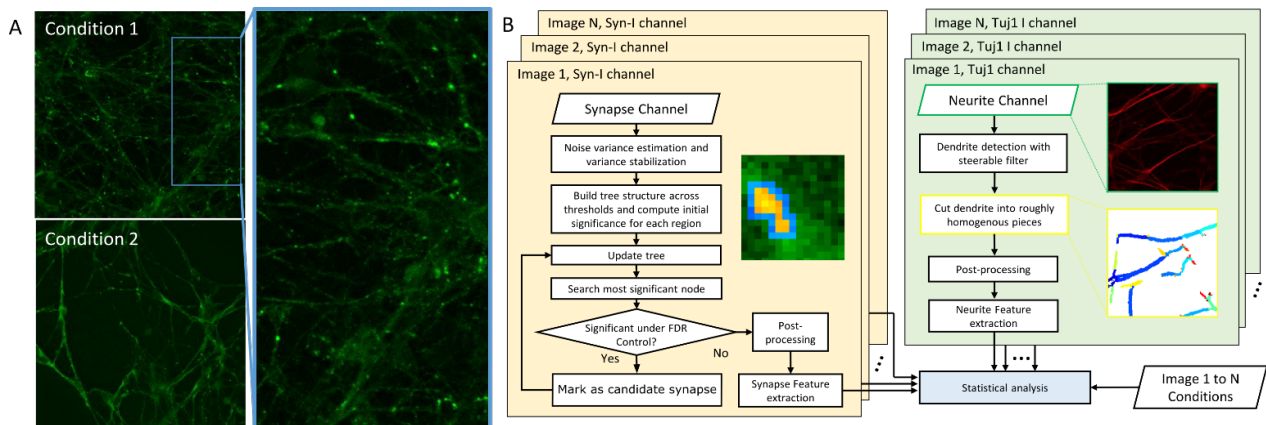 A
Condition 1
Condition 2
B
Image N, Syn-I channel
Image 2, Syn-I channel
Image 1, Syn-I channel
Synapse Channel
Noise variance estimation and
variance stabilization
Build tree structure across
thresholds and compute initial
significance for each region
Update tree
Search most significant node
Significant under FDR
Control?
Yes
No
Mark as candidate synapse
Post-
processing
Synapse Feature
extraction
Image N, Tuj1 I channel
Image 2, Tuj1 I channel
Image 1, Tuj1 channel
Neurite Channel
Dendrite detection with
steerable filter
Cut dendrite into roughly
homogenous pieces
Post-processing
Neurite Feature
extraction
Statistical analysis
Image 1 to N
Conditions